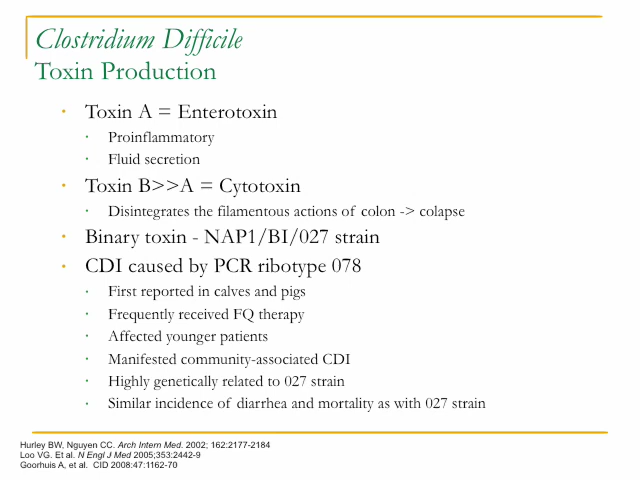 Clostridium Difficile
Toxin Production
• Toxin A = Enterotoxin
• Proinflammatory
• Fluid secretion
• Toxin B>>A = Cytotoxin
• Disintegrates the filamentous actions of colon -> colapse
• Binary toxin - NAP1/BI/027 strain
• CDI caused by PCR ribotype 078
• First reported in calves and pigs
• Frequently received FQ therapy
• Affected younger patients
• Manifested community-associated CDI
• Highly genetically related to 027 strain
• Similar incidence of diarrhea and mortality as with 027 strain
Hurley BW, Nguyen CC. Arch Intern Med. 2002; 162:2177-2184
Loo VG. Et al. N Engl J Med 2005;353:2442-9
Goorhuis A, et al. CID 2008:47:1162-70